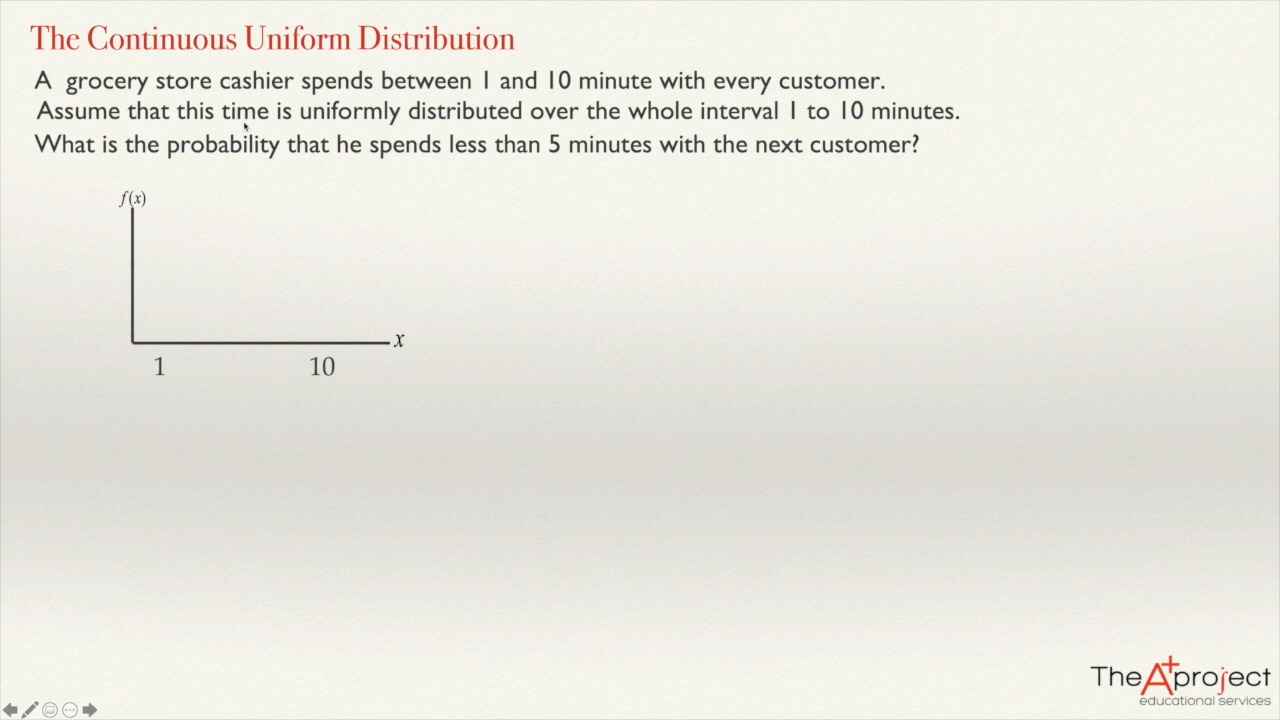 The Continuous Uniform Distribution
A grocery store cashier spends between 1 and 10 minute with every customer.
Assume that this time is uniformly distributed over the whole interval 1 to 10 minutes.
What is the probability that he spends less than 5 minutes with the next customer?
f(x)
x
1 10
The A+ project
educational services